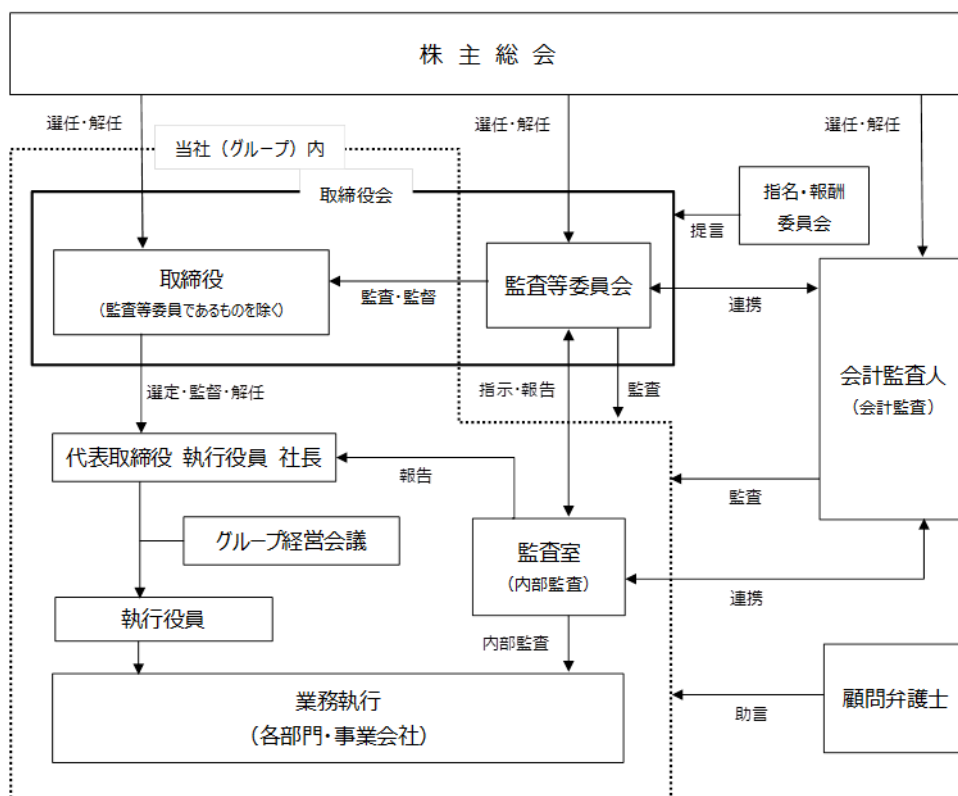 株主総会
選任・解任
選任・解任
選任・解任
当社（グループ）内
取締役会
指名・報酬
委員会
提言
取締役
（監査等委員であるものを除く）
監査・監督
監査等委員会
連携
会計監査人
（会計監査）
選定・監督・解任
指示・報告
監査
代表取締役 執行役員 社長
報告
監査
グループ経営会議
監査室
（内部監査）
連携
執行役員
内部監査
業務執行
（各部門・事業会社）
助言
顧問弁護士